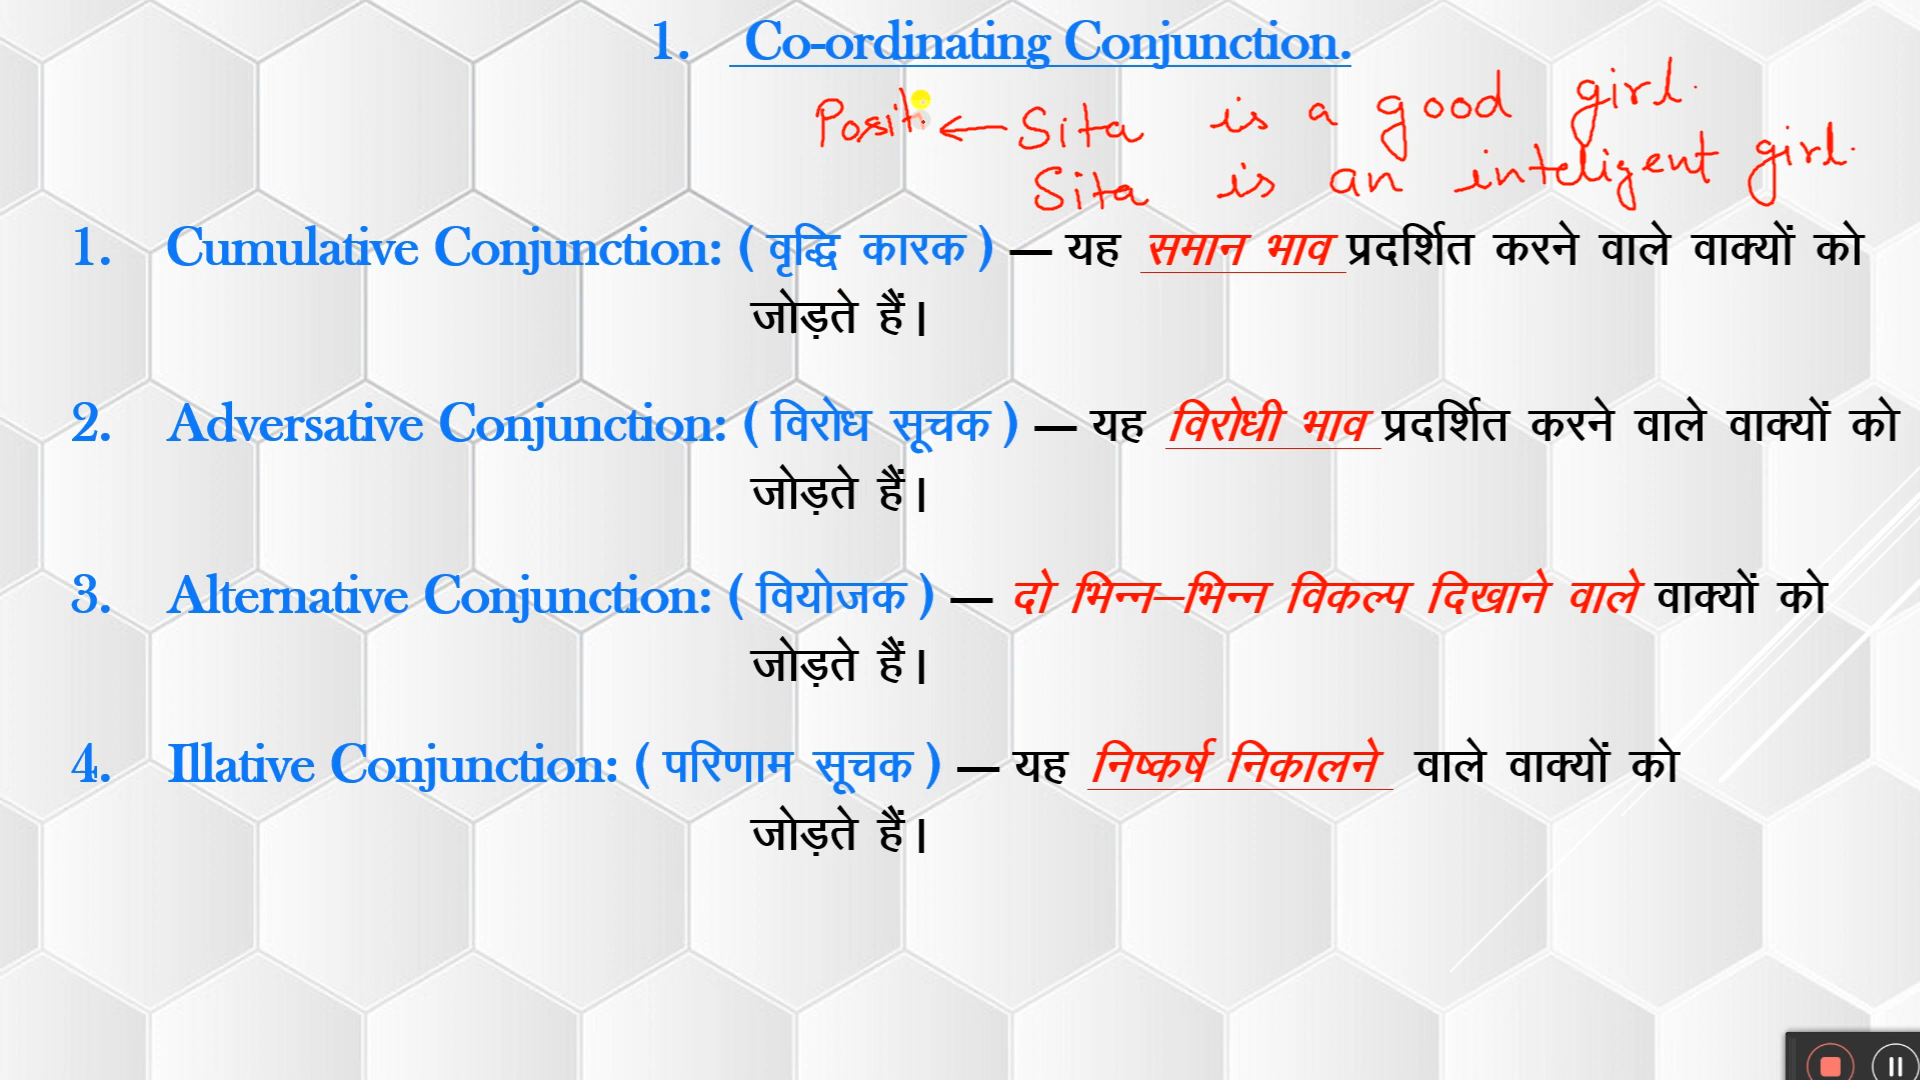 1. Co-ordinating Conjunction.
Posit ← Sita is a good girl.
Sita is an inteligent girl.
1. Cumulative Conjunction: ( वृद्धि कारक ) — यह समान भाव प्रदर्शित करने वाले वाक्यों को
जोड़ते हैं।
2. Adversative Conjunction: ( विरोध सूचक ) — यह विरोधी भाव प्रदर्शित करने वाले वाक्यों को
जोड़ते हैं।
3. Alternative Conjunction: ( वियोजक ) — दो भिन्न–भिन्न विकल्प दिखाने वाले वाक्यों को
जोड़ते हैं।
4. Illative Conjunction: ( परिणाम सूचक ) — यह निष्कर्ष निकालने वाले वाक्यों को
जोड़ते हैं।